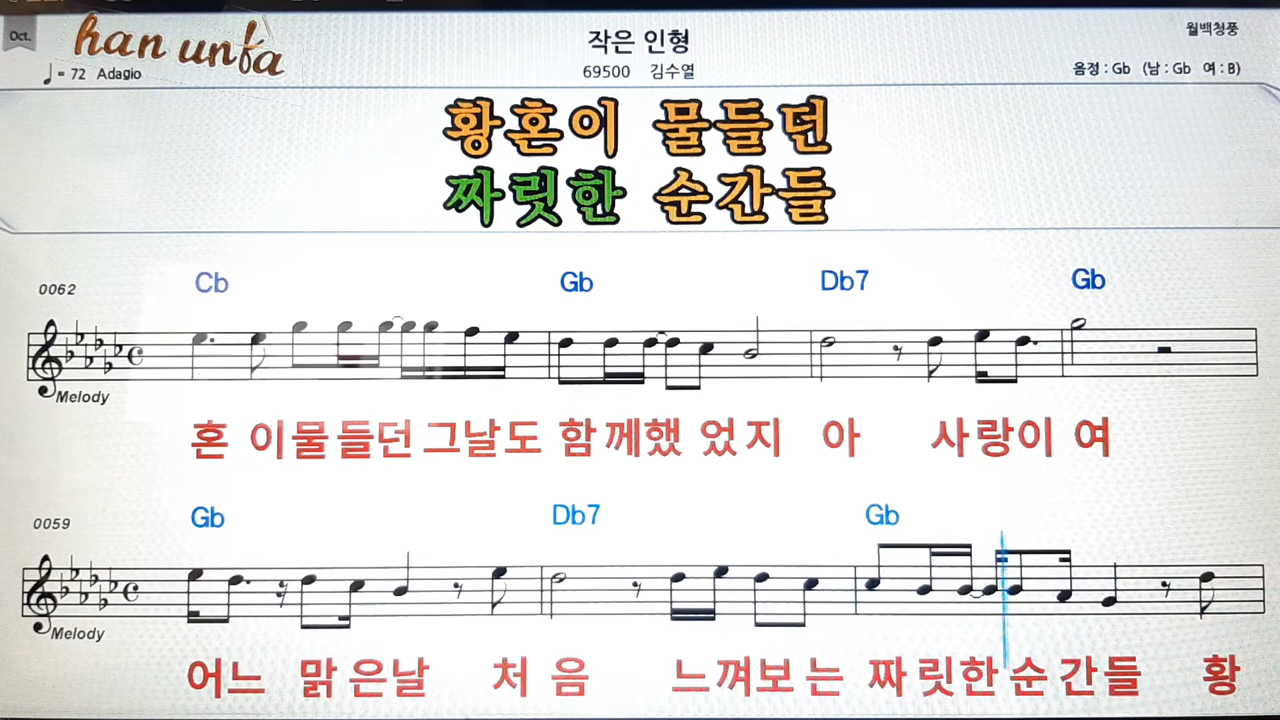 Oct.
han unfa
작은 인형
월백청풍
♩= 72 Adagio
69500 김수열
음정 : Gb (남 : Gb 여 : B)
황혼이 물들던
짜릿한 순간들
0062
Cb Gb Db7 Gb
Melody
혼 이물들던그날도 함께했 었지 아 사랑이 여
0059
Gb Db7 Gb
Melody
어느 맑은날 처 음 느껴보는 짜릿한순간들 황